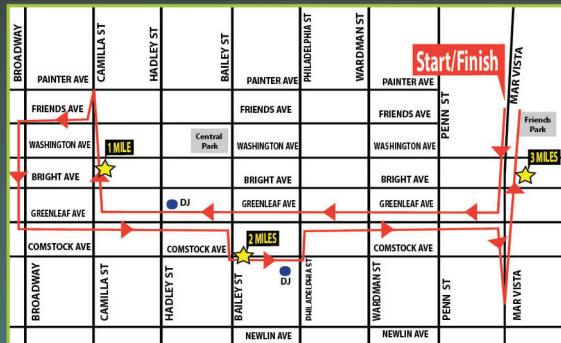 BROADWAY
CAMILLA ST
HADLEY ST
BAILEY ST
PHILADELPHIA ST
WARDMAN ST
Start/Finish
MAR VISTA
PAINTER AVE
PAINTER AVE
PAINTER AVE
PENN ST
FRIENDS AVE
FRIENDS AVE
FRIENDS AVE
Friends
Park
Central
Park
WASHINGTON AVE
1 MILE
WASHINGTON AVE
WASHINGTON AVE
3 MILES
BRIGHT AVE
BRIGHT AVE
BRIGHT AVE
GREENLEAF AVE
DJ
GREENLEAF AVE
GREENLEAF AVE
COMSTOCK AVE
COMSTOCK AVE
2 MILES
COMSTOCK AVE
DJ
BROADWAY
CAMILLA ST
HADLEY ST
BAILEY ST
PHILADELPHIA ST
WARDMAN ST
PENN ST
MAR VISTA
NEWLIN AVE
NEWLIN AVE